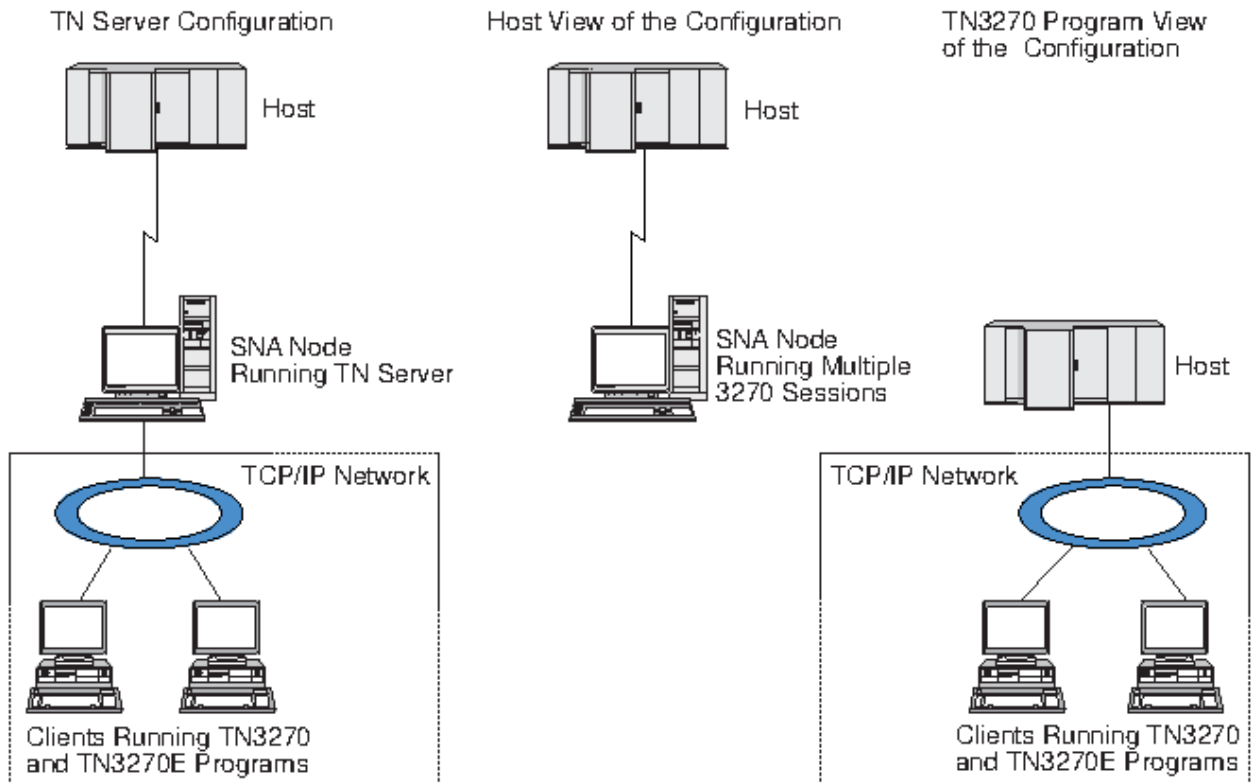 TN Server Configuration
Host
SNA Node
Running TN Server
TCP/IP Network
Clients Running TN3270
and TN3270E Programs
Host View of the Configuration
Host
SNA Node
Running Multiple
3270 Sessions
TN3270 Program View
of the Configuration
Host
TCP/IP Network
Clients Running TN3270
and TN3270E Programs